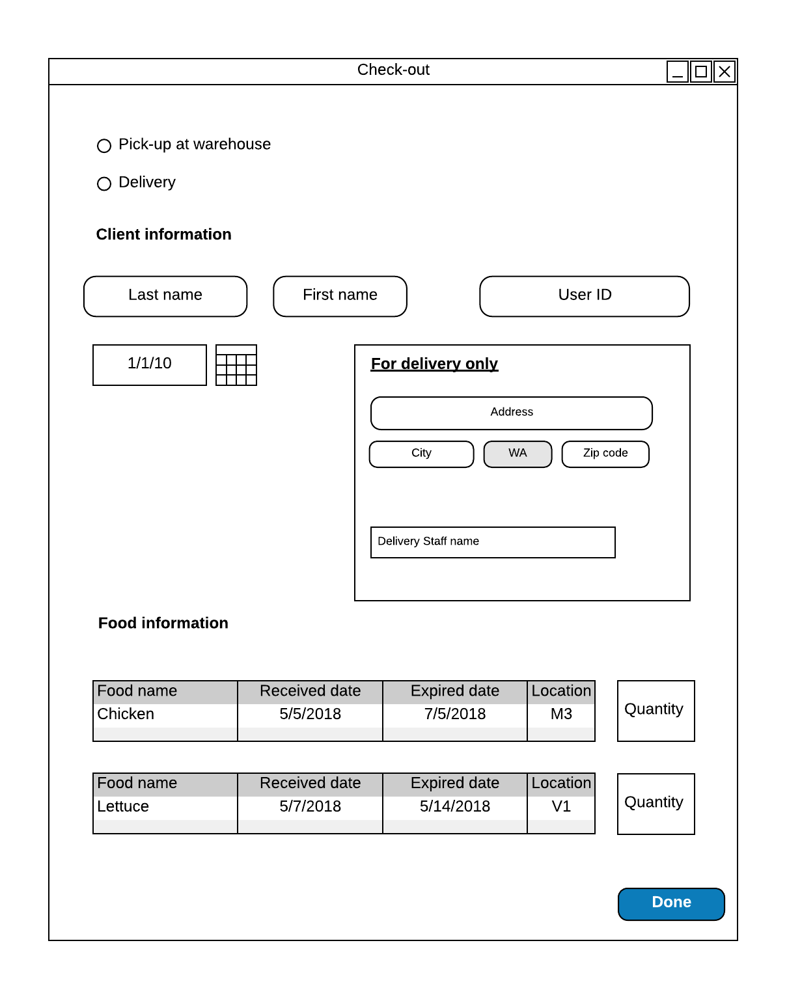 Check-out
Pick-up at warehouse
Delivery
Client information
Last name First name User ID
1/1/10
For delivery only
Address
City WA Zip code
Delivery Staff name
Food information
Food name Received date Expired date Location
Chicken 5/5/2018 7/5/2018 M3
Quantity
Food name Received date Expired date Location
Lettuce 5/7/2018 5/14/2018 V1
Quantity
Done